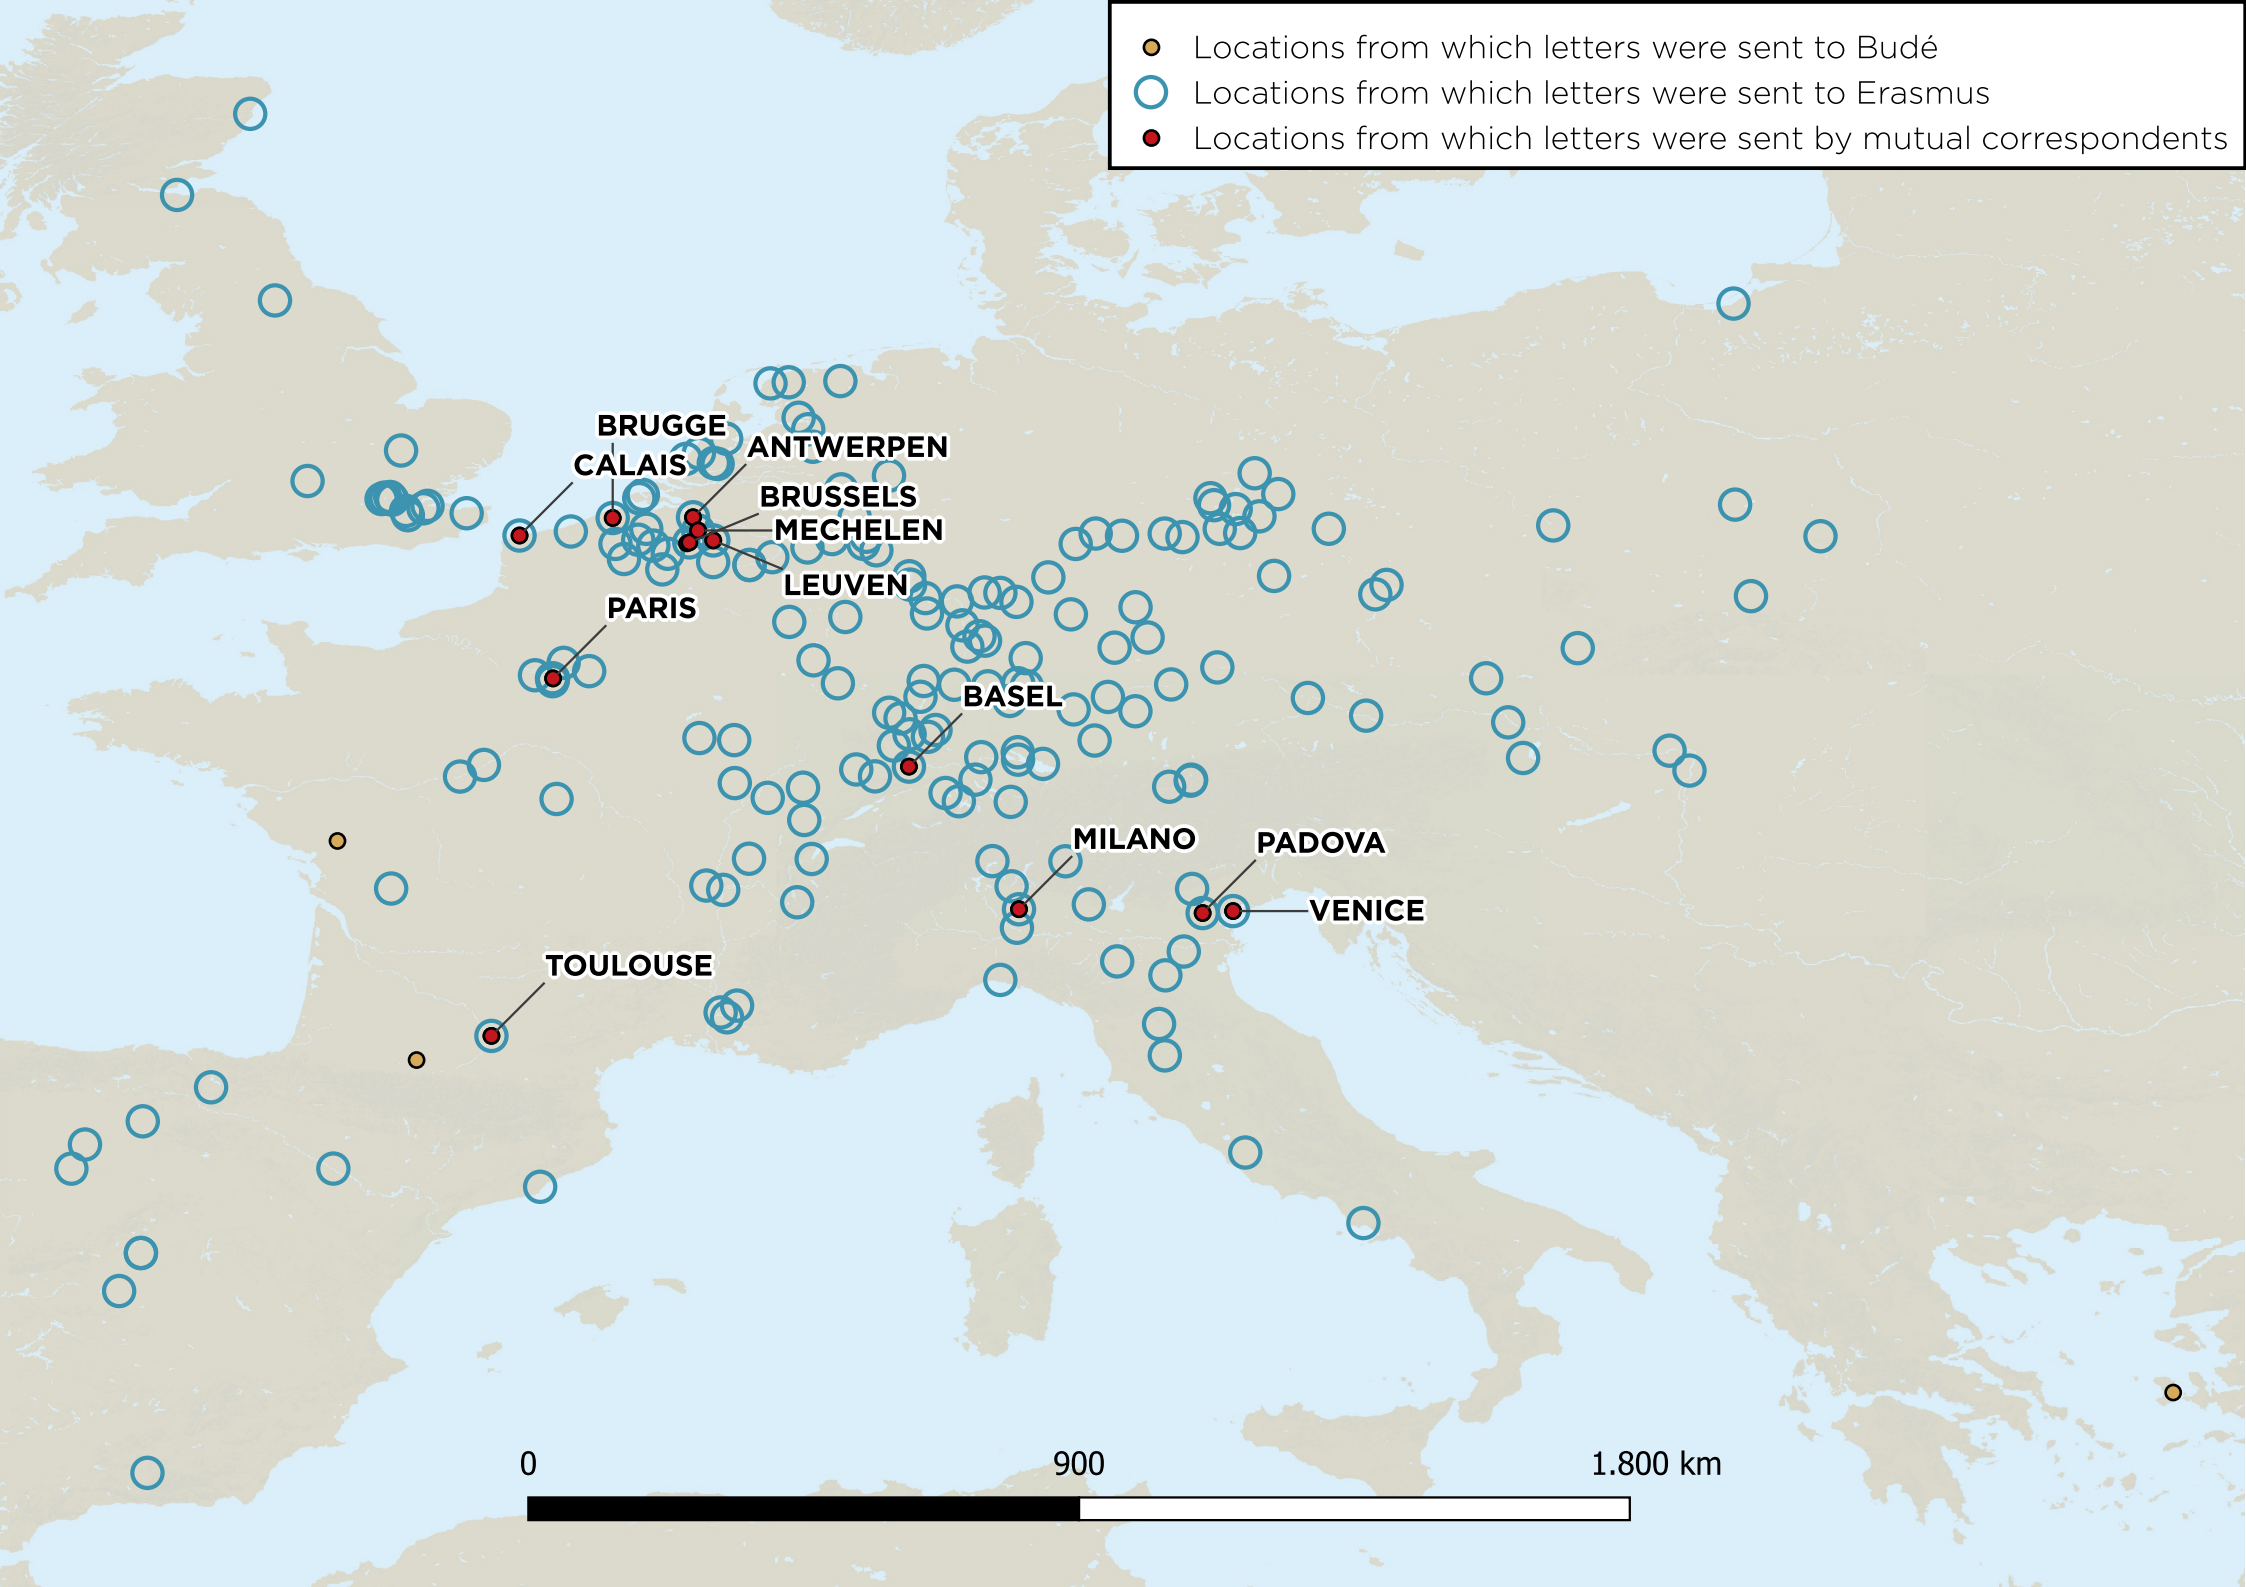 Locations from which letters were sent to Budé
Locations from which letters were sent to Erasmus
Locations from which letters were sent by mutual correspondents
BRUGGE
ANTWERPEN
CALAIS
BRUSSELS
MECHELEN
LEUVEN
PARIS
BASEL
MILANO
PADOVA
VENICE
TOULOUSE
0 900 1.800 km